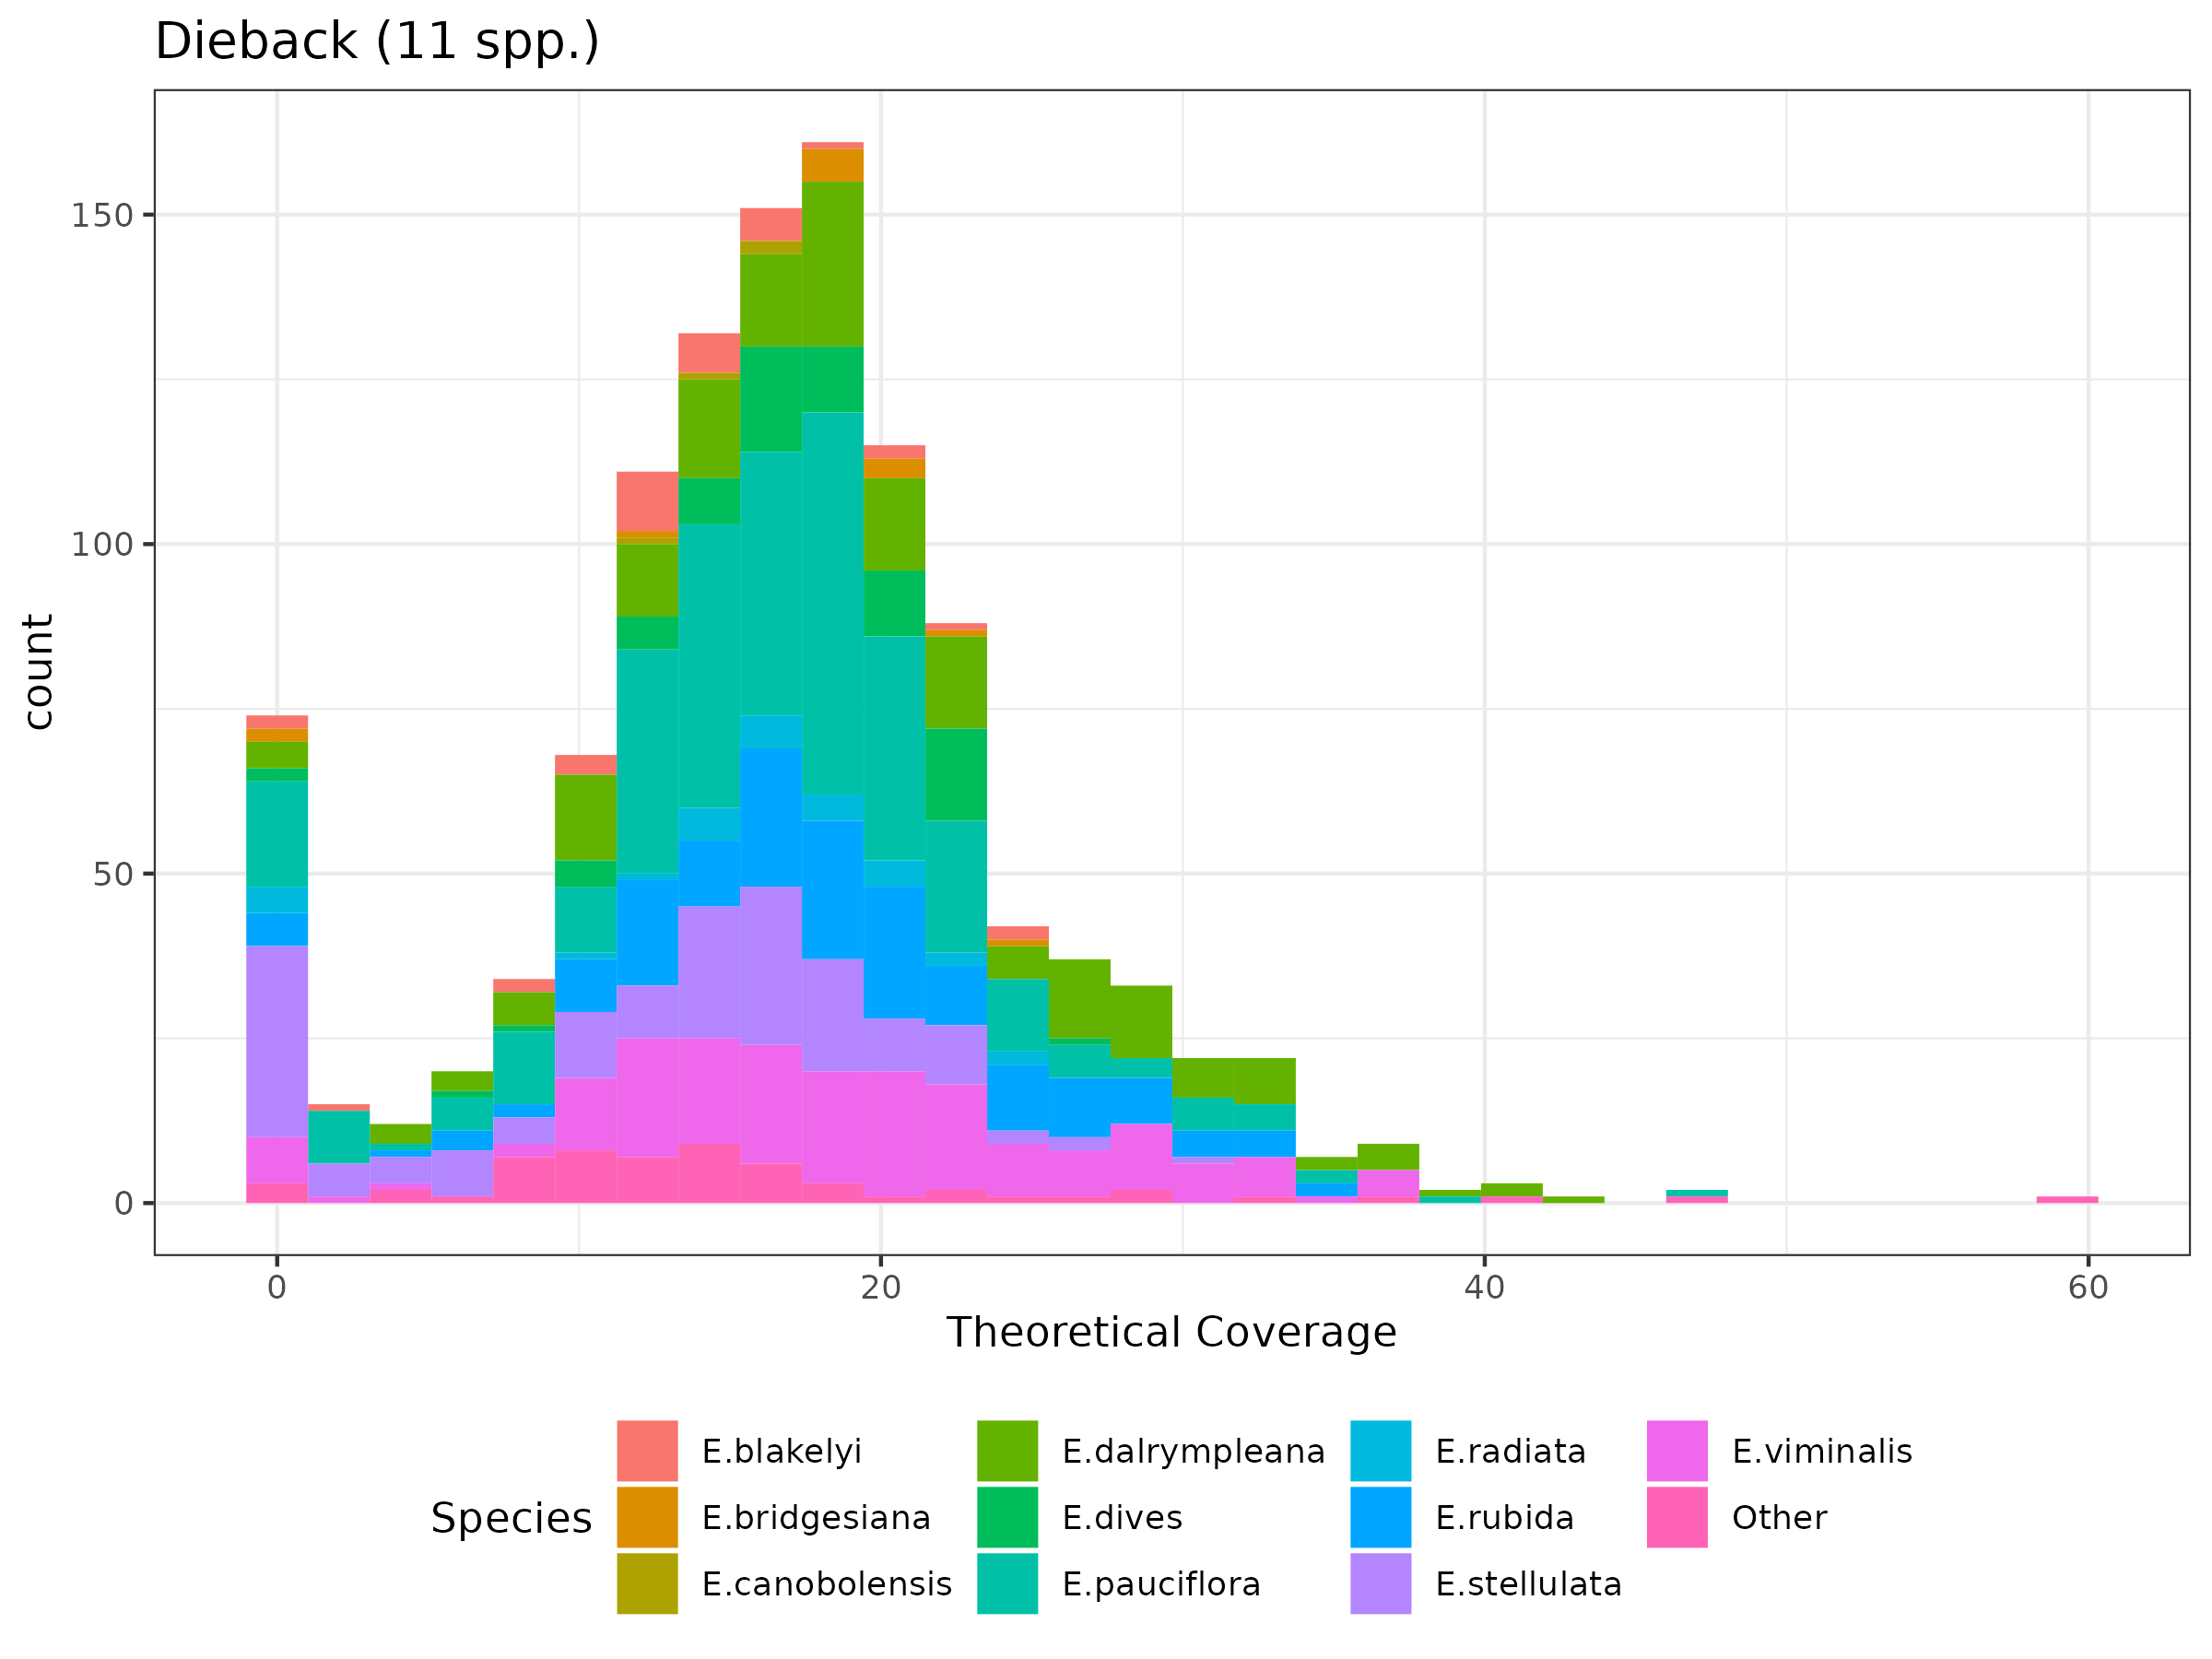 Dieback (11 spp.)
150
100
50
0
count
0 20 40 60
Theoretical Coverage
Species
E.blakelyi
E.bridgesiana
E.canobolensis
E.dalrympleana
E.dives
E.pauciflora
E.radiata
E.rubida
E.stellulata
E.viminalis
Other